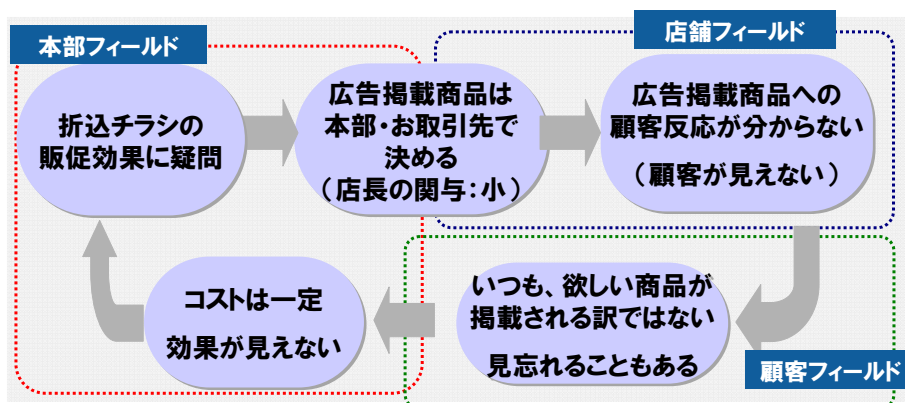 本部フィールド
店舗フィールド
折込チラシの
販促効果に疑問
広告掲載商品は
本部・お取引先で
決める
（店長の関与：小）
広告掲載商品への
顧客反応が分からない
（顧客が見えない）
いつも、欲しい商品が
掲載される訳ではない
見忘れることもある
コストは一定
効果が見えない
顧客フィールド